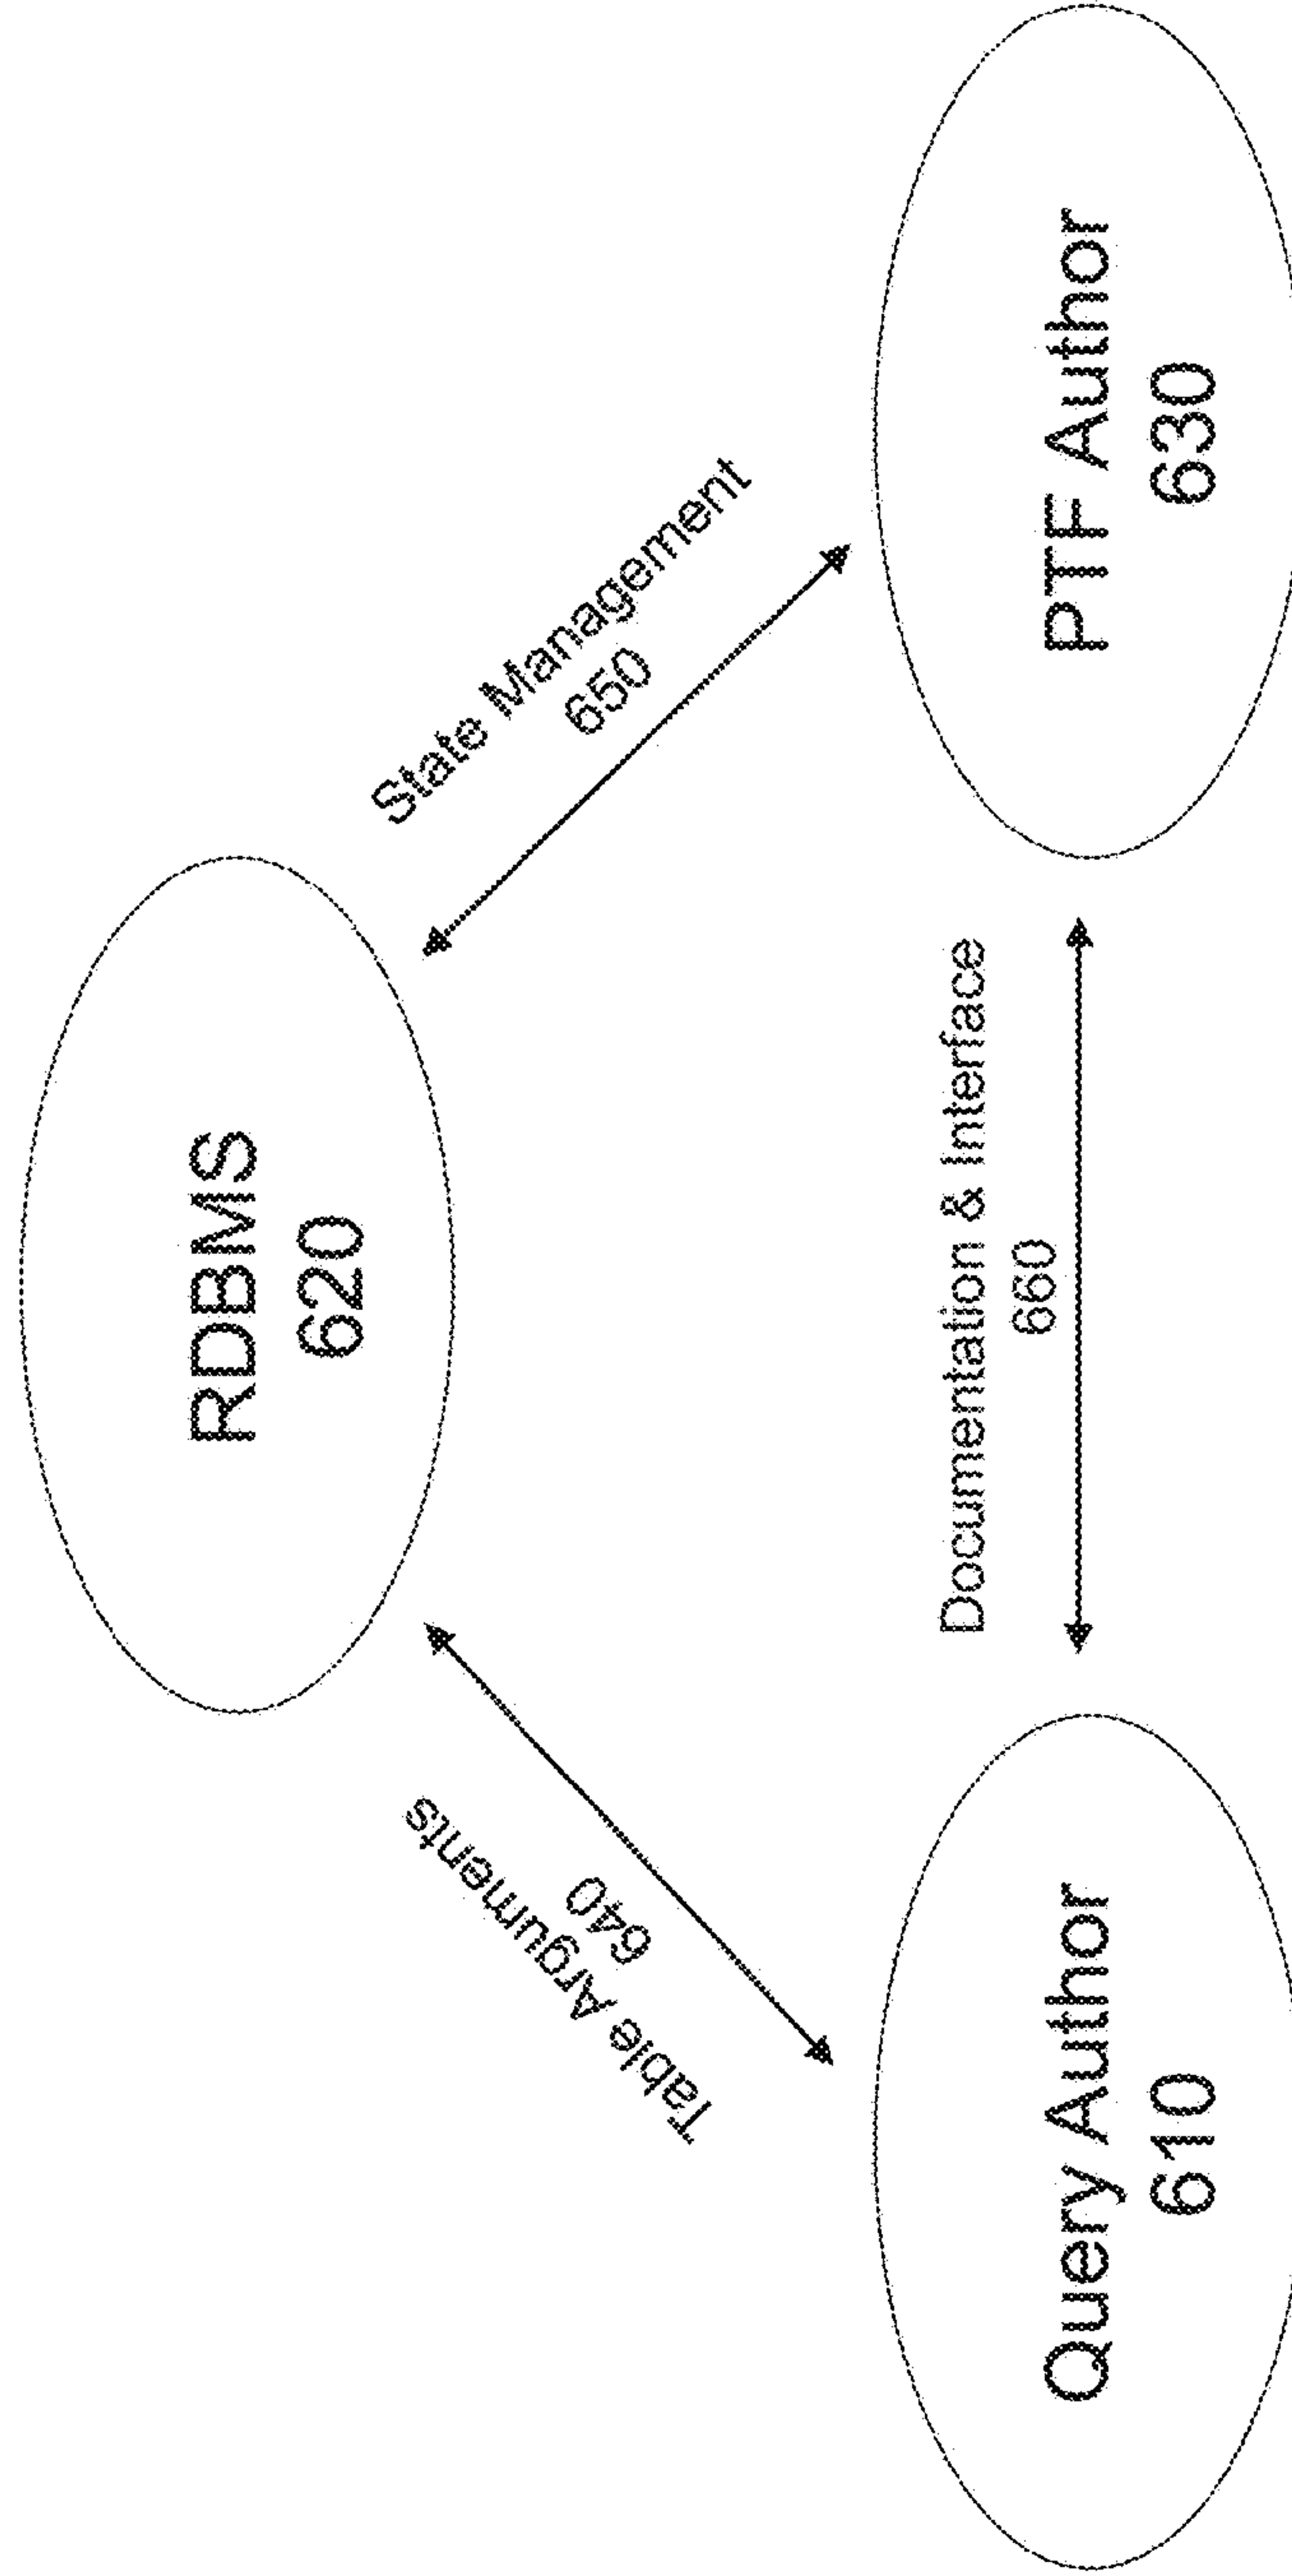 RDBMS
620
Table Arguments
640
State Management
650
Documentation & Interface
660
Query Author
610
PTF Author
630